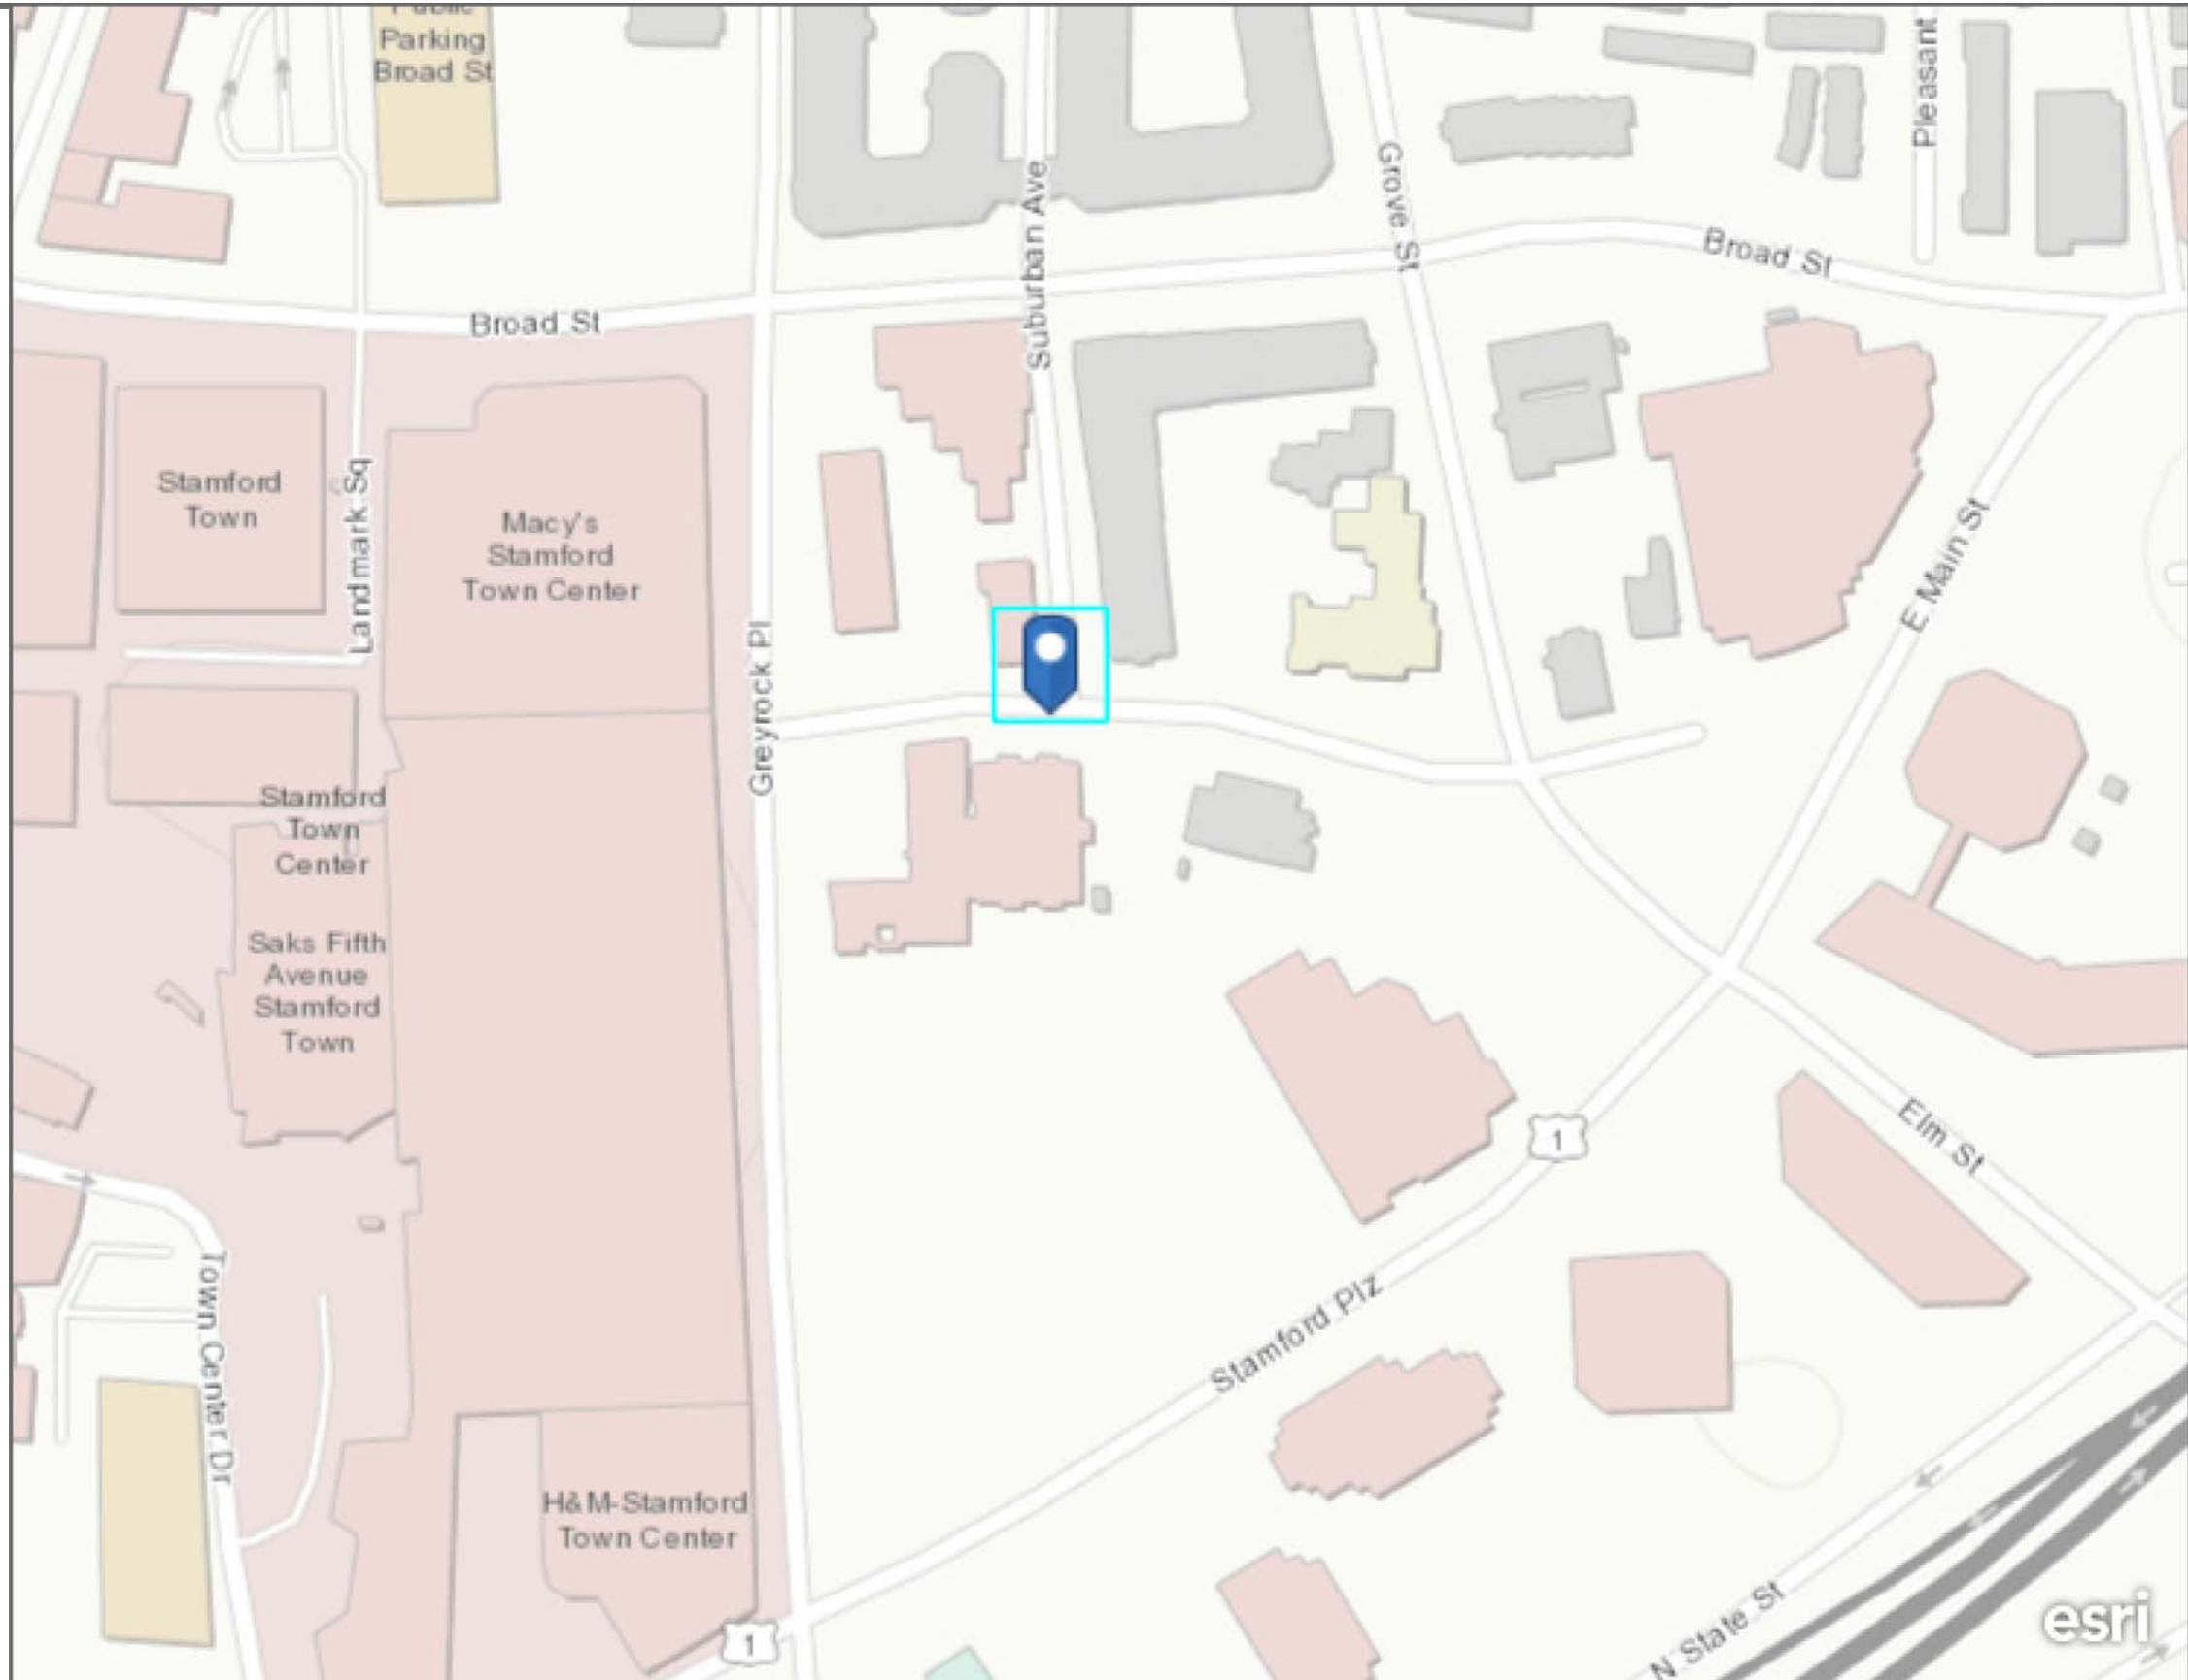 Public
Parking
Broad St
Pleasant
Grove St
Suburban Ave
Broad St
Broad St
Stamford
Town
Landmark Sq
Macy's
Stamford
Town Center
E Main St
Greyrock Pl
Stamford
Town
Center
Saks Fifth
Avenue
Stamford
Town
1
Elm St
Town Center Dr
Stamford Plz
H&M-Stamford
Town Center
1
N State St
esri